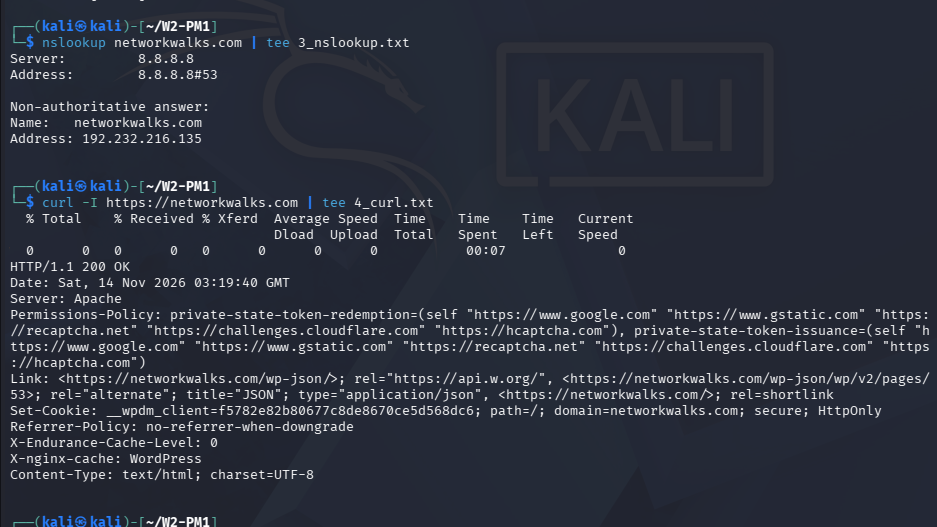 ┌──(kali㉿kali)-[~/W2-PM1]
└─$ nslookup networkwalks.com | tee 3_nslookup.txt
Server:         8.8.8.8
Address:        8.8.8.8#53
Non-authoritative answer:
Name:   networkwalks.com
Address: 192.232.216.135
┌──(kali㉿kali)-[~/W2-PM1]
└─$ curl -I https://networkwalks.com | tee 4_curl.txt
  % Total    % Received % Xferd  Average Speed  Time    Time    Time   Current
                                 Dload  Upload  Total   Spent   Left   Speed
  0      0   0      0   0      0      0      0           00:07              0
HTTP/1.1 200 OK
Date: Sat, 14 Nov 2026 03:19:40 GMT
Server: Apache
Permissions-Policy: private-state-token-redemption=(self "https://www.google.com" "https://www.gstatic.com" "https:
//recaptcha.net" "https://challenges.cloudflare.com" "https://hcaptcha.com"), private-state-token-issuance=(self "h
ttps://www.google.com" "https://www.gstatic.com" "https://recaptcha.net" "https://challenges.cloudflare.com" "https
://hcaptcha.com")
Link: <https://networkwalks.com/wp-json/>; rel="https://api.w.org/", <https://networkwalks.com/wp-json/wp/v2/pages/
53>; rel="alternate"; title="JSON"; type="application/json", <https://networkwalks.com/>; rel=shortlink
Set-Cookie: __wpdm_client=f5782e82b80677c8de8670ce5d568dc6; path=/; domain=networkwalks.com; secure; HttpOnly
Referrer-Policy: no-referrer-when-downgrade
X-Endurance-Cache-Level: 0
X-nginx-cache: WordPress
Content-Type: text/html; charset=UTF-8
┌──(kali㉿kali)-[~/W2-PM1]
KALI